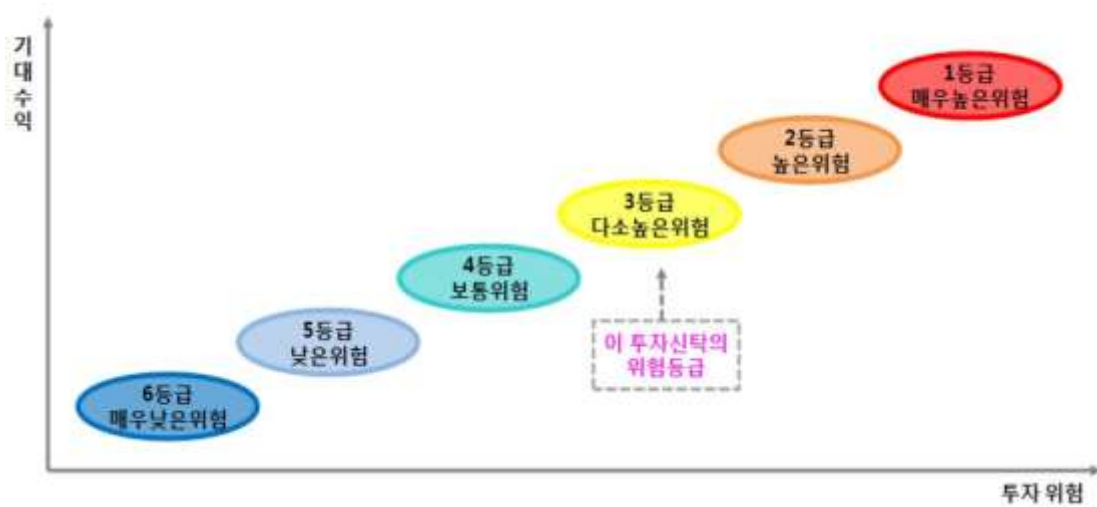 기대수익
1등급
매우높은위험
2등급
높은위험
3등급
다소높은위험
4등급
보통위험
이 투자신탁의
위험등급
5등급
낮은위험
6등급
매우낮은위험
투자 위험